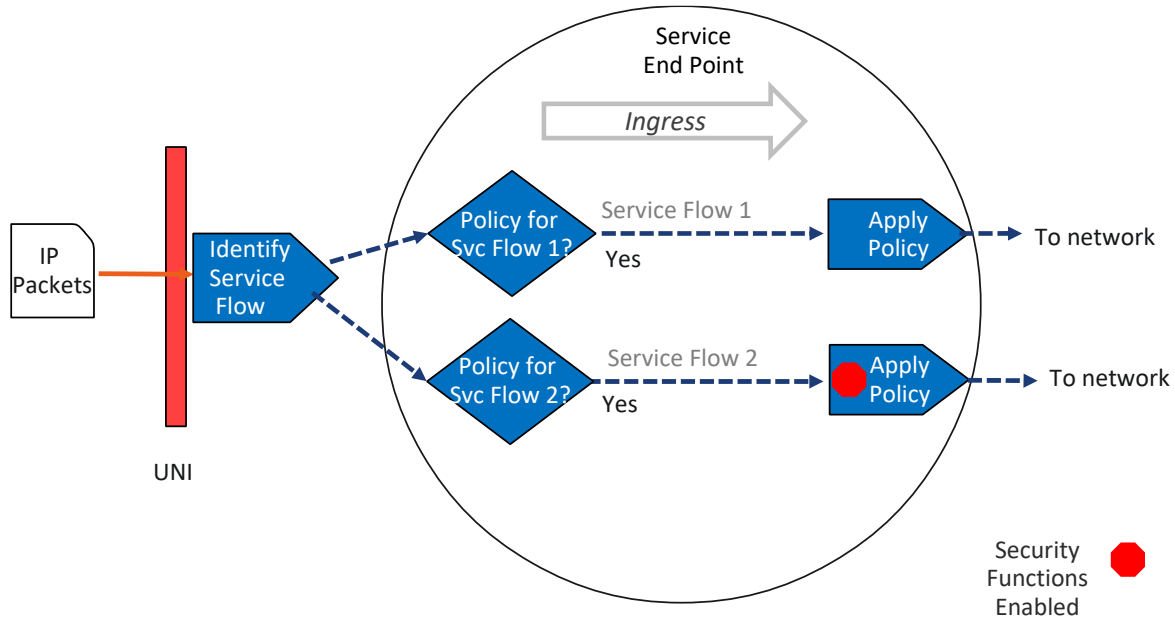 Service
End Point
Ingress
IP
Packets
Identify
Service
Flow
Policy for
Svc Flow 1?
Service Flow 1
Yes
Apply
Policy
To network
Policy for
Svc Flow 2?
Service Flow 2
Yes
Apply
Policy
To network
UNI
Security
Functions
Enabled